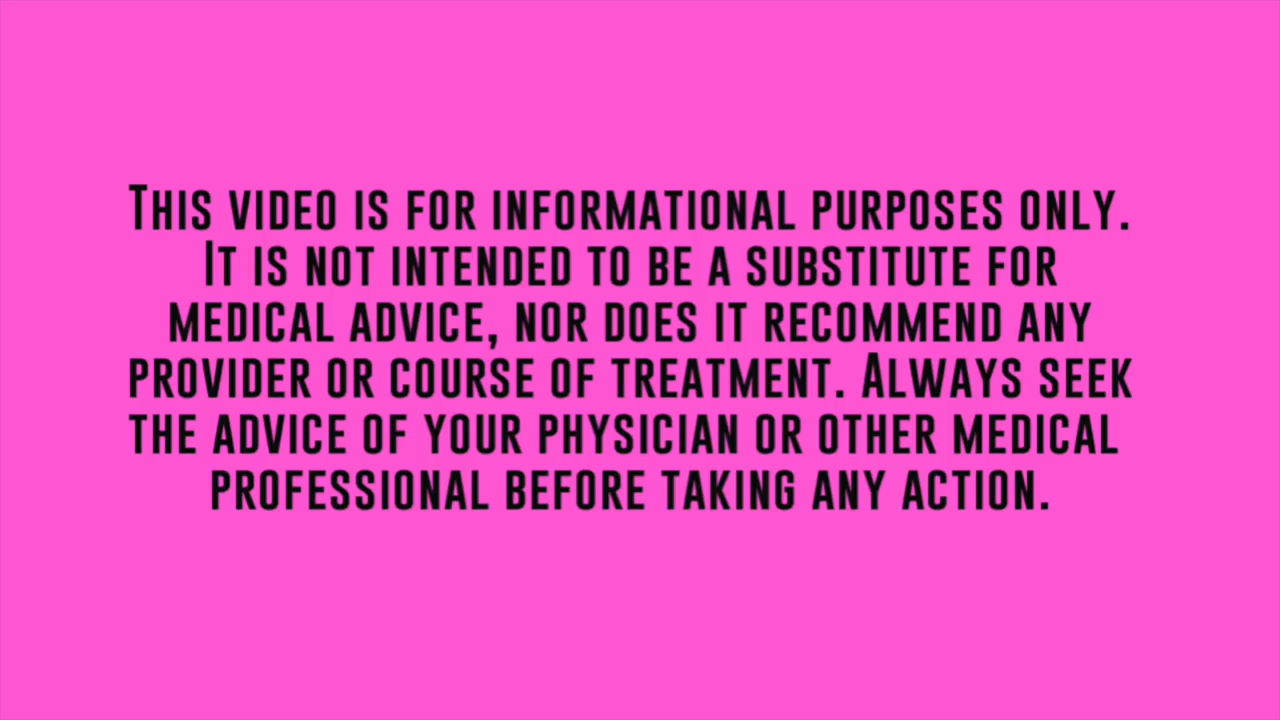 This video is for informational purposes only.
It is not intended to be a substitute for
medical advice, nor does it recommend any
provider or course of treatment. Always seek
the advice of your physician or other medical
professional before taking any action.